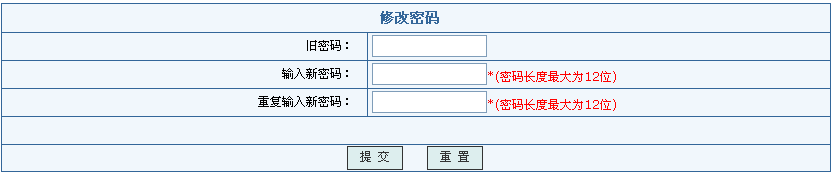 修改密码
旧密码：
输入新密码： *(密码长度最大为12位)
重复输入新密码： *(密码长度最大为12位)
提 交 重 置